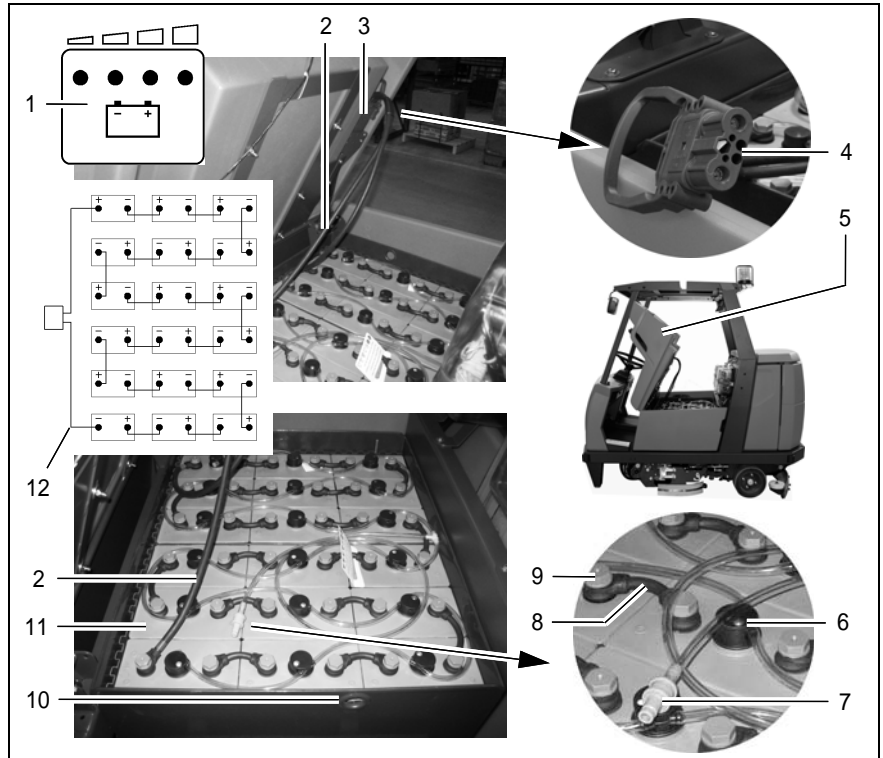 2 3
1
− +
4
5
+ − + − + −
− + − + − +
+ − + − + −
− + − + − +
+ − + − + −
− + − + − +
12
2
11
10
9
8
6
7